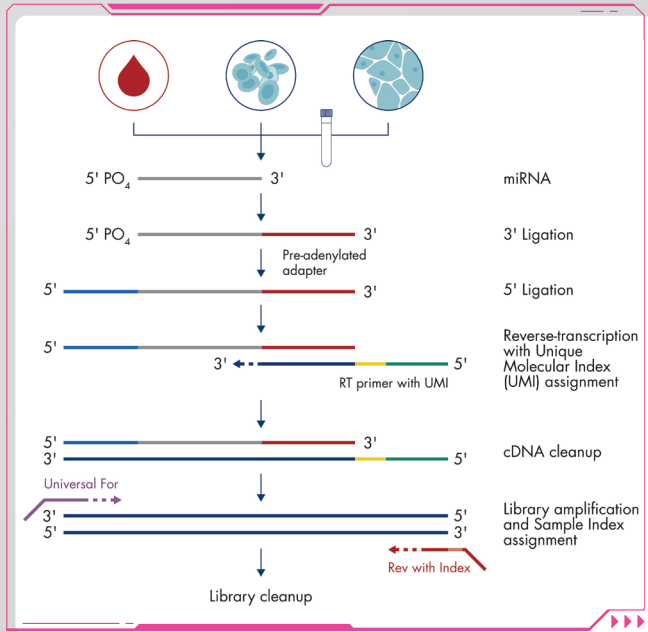 5' PO4 3' miRNA
5' PO4 3' 3' Ligation
Pre-adenylated
adapter
5' 3' 5' Ligation
5'
3' 5'
RT primer with UMI
Reverse-transcription
with Unique
Molecular Index
(UMI) assignment
5' 3'
3' 5'
cDNA cleanup
Universal For
3' 5'
5' 3'
Library amplification
and Sample Index
assignment
Rev with Index
Library cleanup